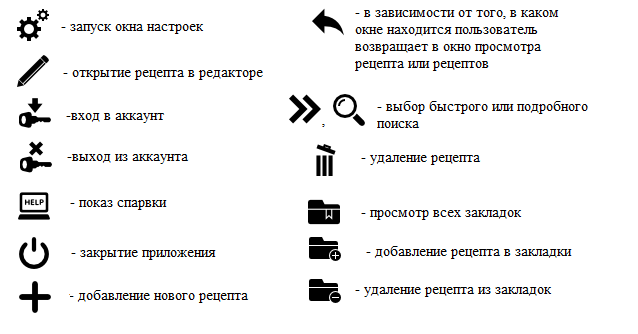 - запуск окна настроек
- открытие рецепта в редакторе
-вход в аккаунт
-выход из аккаунта
HELP
- показ спарвки
- закрытие приложения
- добавление нового рецепта
- в зависимости от того, в каком
окне находится пользователь
возвращает в окно просмотра
рецепта или рецептов
,
- выбор быстрого или подробного
поиска
- удаление рецепта
- просмотр всех закладок
- добавление рецепта в закладки
- удаление рецепта из закладок